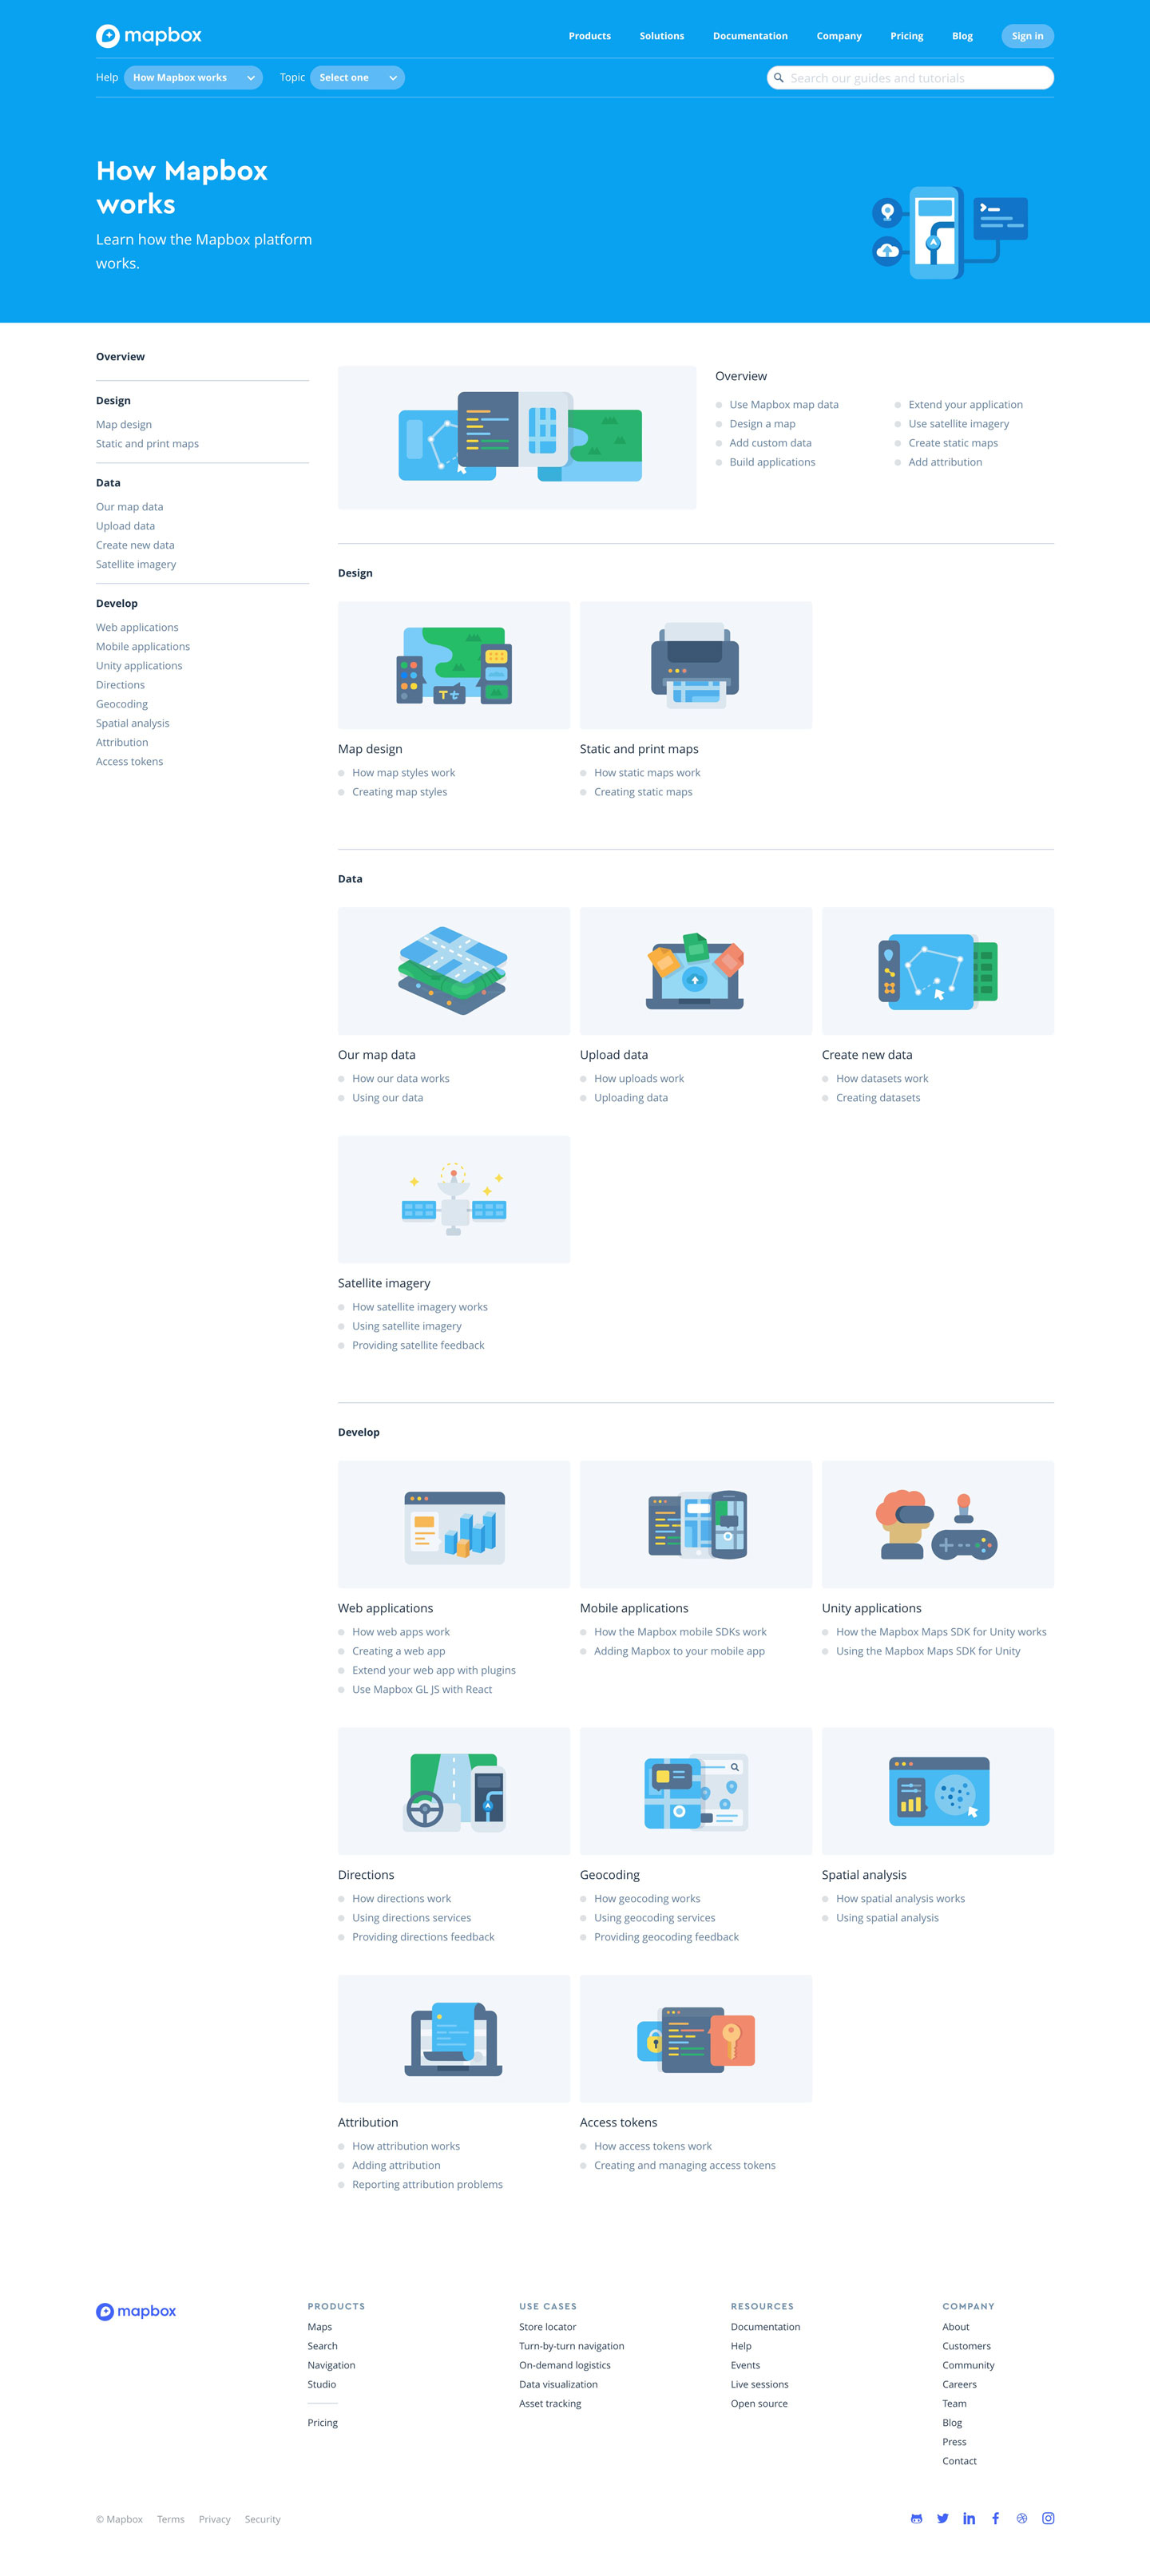 mapbox
Products Solutions Documentation Company Pricing Blog Sign in
Help How Mapbox works Topic Select one Search our guides and tutorials
How Mapbox
works
Learn how the Mapbox platform
works.
Overview
Design
Map design
Static and print maps
Data
Our map data
Upload data
Create new data
Satellite imagery
Develop
Web applications
Mobile applications
Unity applications
Directions
Geocoding
Spatial analysis
Attribution
Access tokens
Overview
Use Mapbox map data
Design a map
Add custom data
Build applications
Extend your application
Use satellite imagery
Create static maps
Add attribution
Design
Tt
Map design
How map styles work
Creating map styles
Static and print maps
How static maps work
Creating static maps
Data
Our map data
How our data works
Using our data
Upload data
How uploads work
Uploading data
Create new data
How datasets work
Creating datasets
Satellite imagery
How satellite imagery works
Using satellite imagery
Providing satellite feedback
Develop
Web applications
How web apps work
Creating a web app
Extend your web app with plugins
Use Mapbox GL JS with React
Mobile applications
How the Mapbox mobile SDKs work
Adding Mapbox to your mobile app
Unity applications
How the Mapbox Maps SDK for Unity works
Using the Mapbox Maps SDK for Unity
Directions
How directions work
Using directions services
Providing directions feedback
Geocoding
How geocoding works
Using geocoding services
Providing geocoding feedback
Spatial analysis
How spatial analysis works
Using spatial analysis
Attribution
How attribution works
Adding attribution
Reporting attribution problems
Access tokens
How access tokens work
Creating and managing access tokens
mapbox
PRODUCTS
Maps
Search
Navigation
Studio
Pricing
USE CASES
Store locator
Turn-by-turn navigation
On-demand logistics
Data visualization
Asset tracking
RESOURCES
Documentation
Help
Events
Live sessions
Open source
COMPANY
About
Customers
Community
Careers
Team
Blog
Press
Contact
© Mapbox Terms Privacy Security